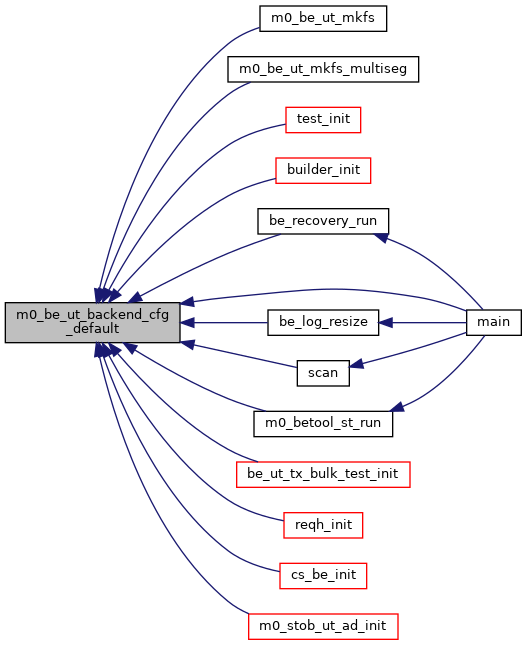 m0_be_ut_mkfs
m0_be_ut_mkfs_multiseg
test_init
builder_init
be_recovery_run
m0_be_ut_backend_cfg
_default
be_log_resize
main
scan
m0_betool_st_run
be_ut_tx_bulk_test_init
reqh_init
cs_be_init
m0_stob_ut_ad_init